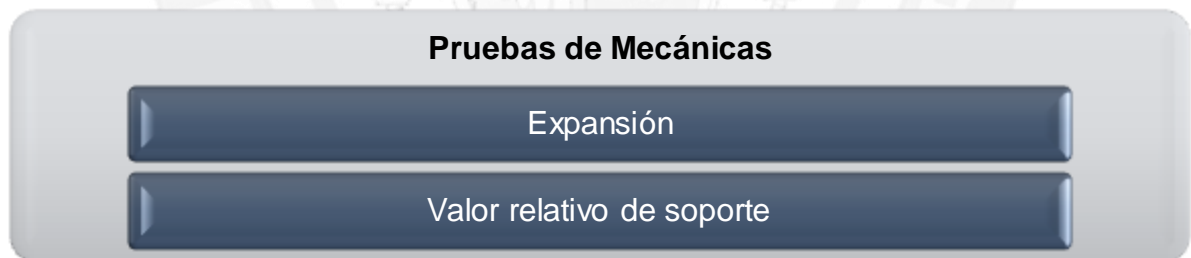 Pruebas de Mecánicas
Expansión
Valor relativo de soporte